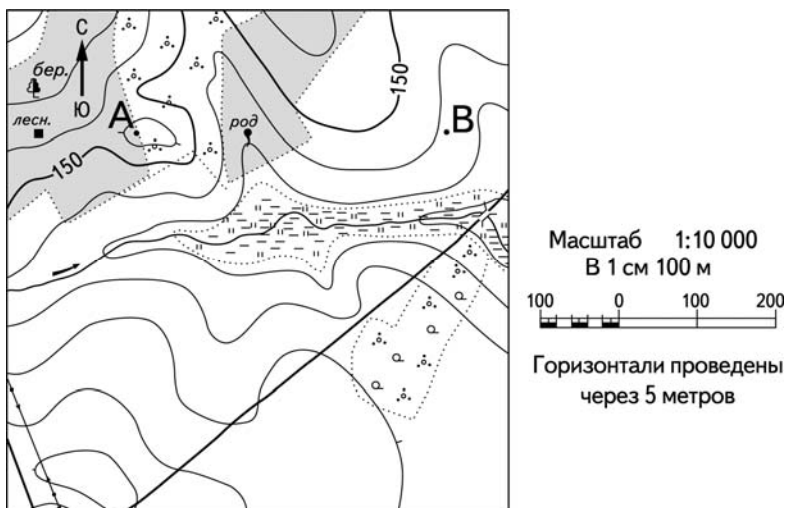 С
бер.
Ю
А
лесн.
род
150
150
В
Масштаб 1:10 000
В 1 см 100 м
100 0 100 200
Горизонтали проведены
через 5 метров